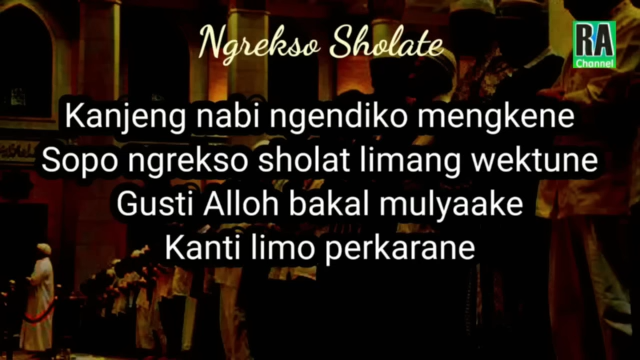 Ngrekso Sholate
RA
Channel
Kanjeng nabi ngendiko mengkene
Sopo ngrekso sholat limang wektune
Gusti Alloh bakal mulyaake
Kanti limo perkarane